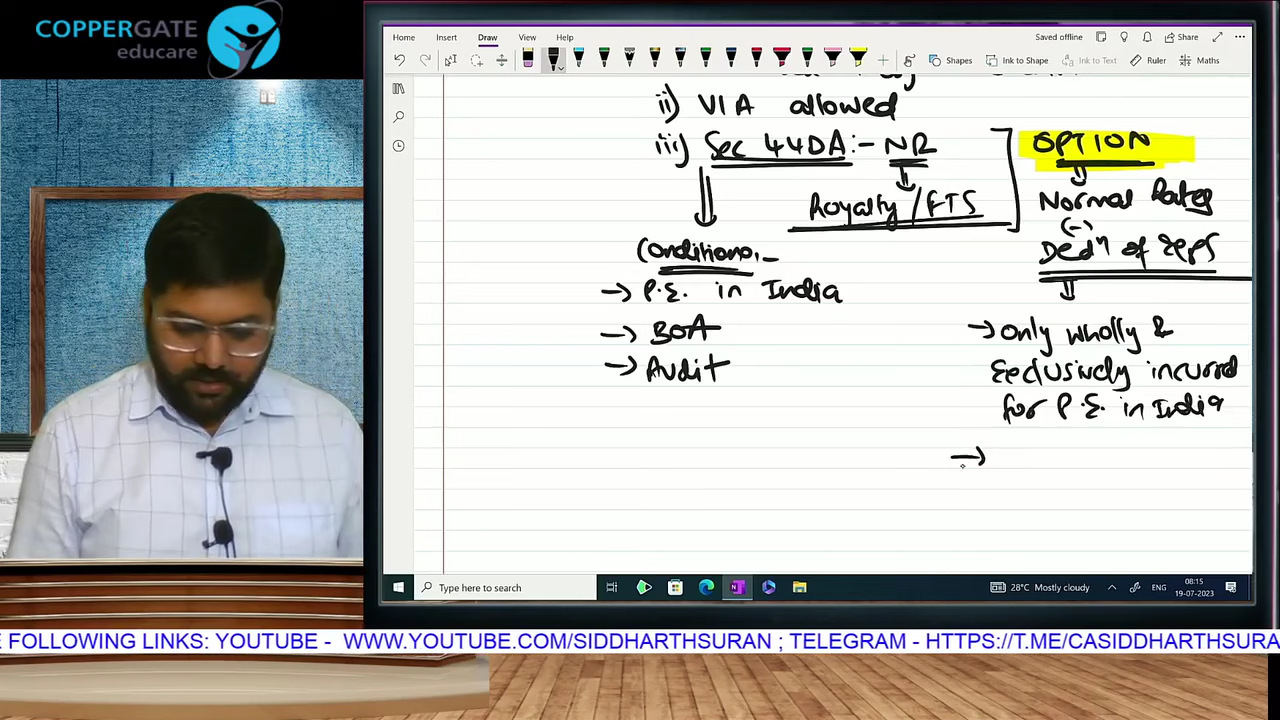 COPPERGATE
educare
Home Insert Draw View Help
Saved offline
Share
Shapes
Ink to Shape
Ink to Text
Ruler
Maths
ii) VIA allowed
iii) Sec 44DA:- NR
Royalty / FTS
OPTION
Normal Rates
(-)
Dedn of Exps
Conditions:-
→ P.E. in India
→ BOA
→ Audit
→ Only wholly &
Exclusively incurred
for P.E. in India
→
Type here to search
28°C Mostly cloudy
ENG
08:15
19-07-2023
E FOLLOWING LINKS: YOUTUBE - WWW.YOUTUBE.COM/SIDDHARTHSURAN ; TELEGRAM - HTTPS://T.ME/CASIDDHARTHSURA